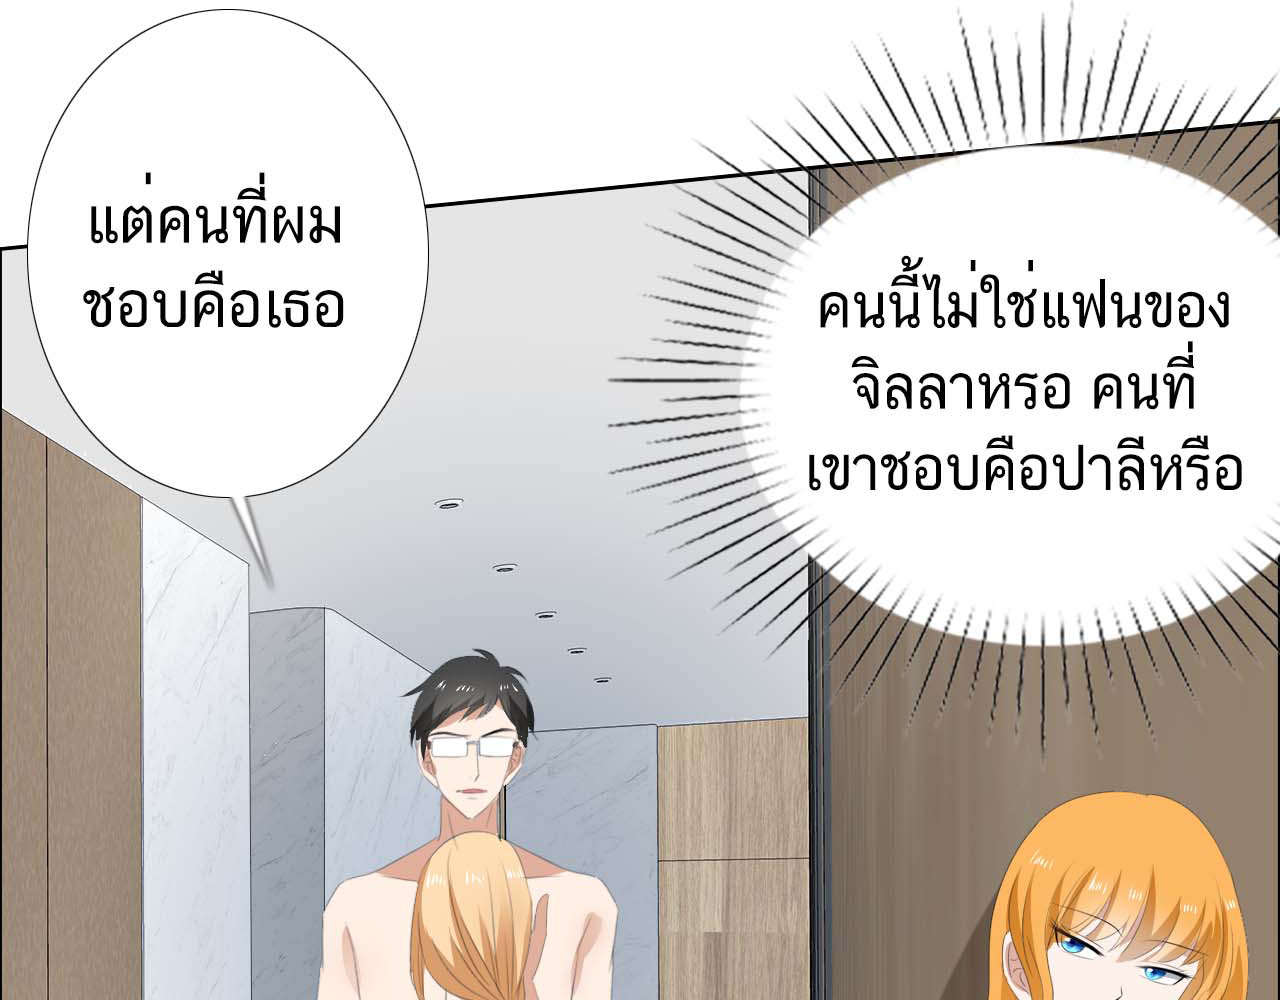 แต่คนที่ผม
ชอบคือเธอ
คนนี้ไม่ใช่แฟนของ
จิลลาหรอ คนที่
เขาชอบคือปาลีหรือ